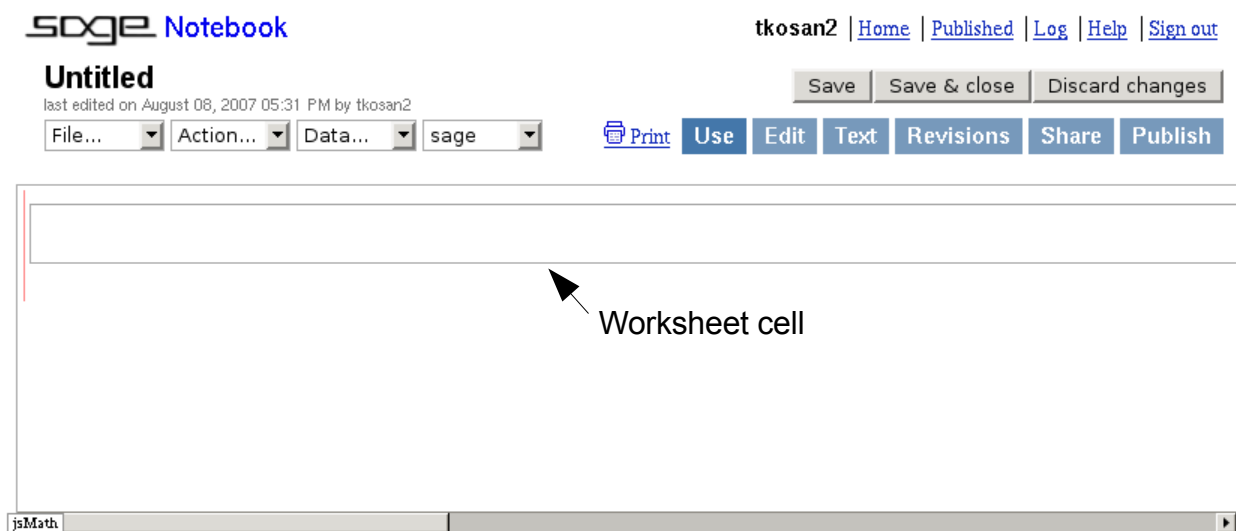 sage Notebook
tkosan2 | Home | Published | Log | Help | Sign out
Untitled
last edited on August 08, 2007 05:31 PM by tkosan2
Save Save & close Discard changes
File... Action... Data... sage
Print Use Edit Text Revisions Share Publish
Worksheet cell
jsMath